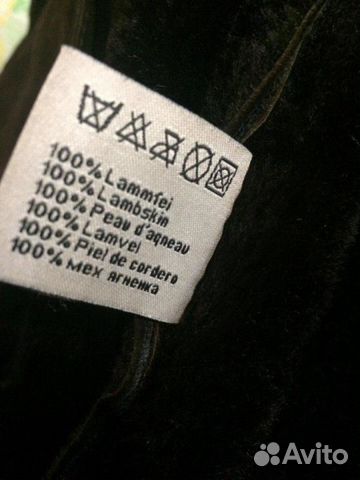 100% Lammfel
100% Lambskin
100% Peau d'agneau
100% Lamvel
100% Piel de cordero
100% Мех ягненка
Avito